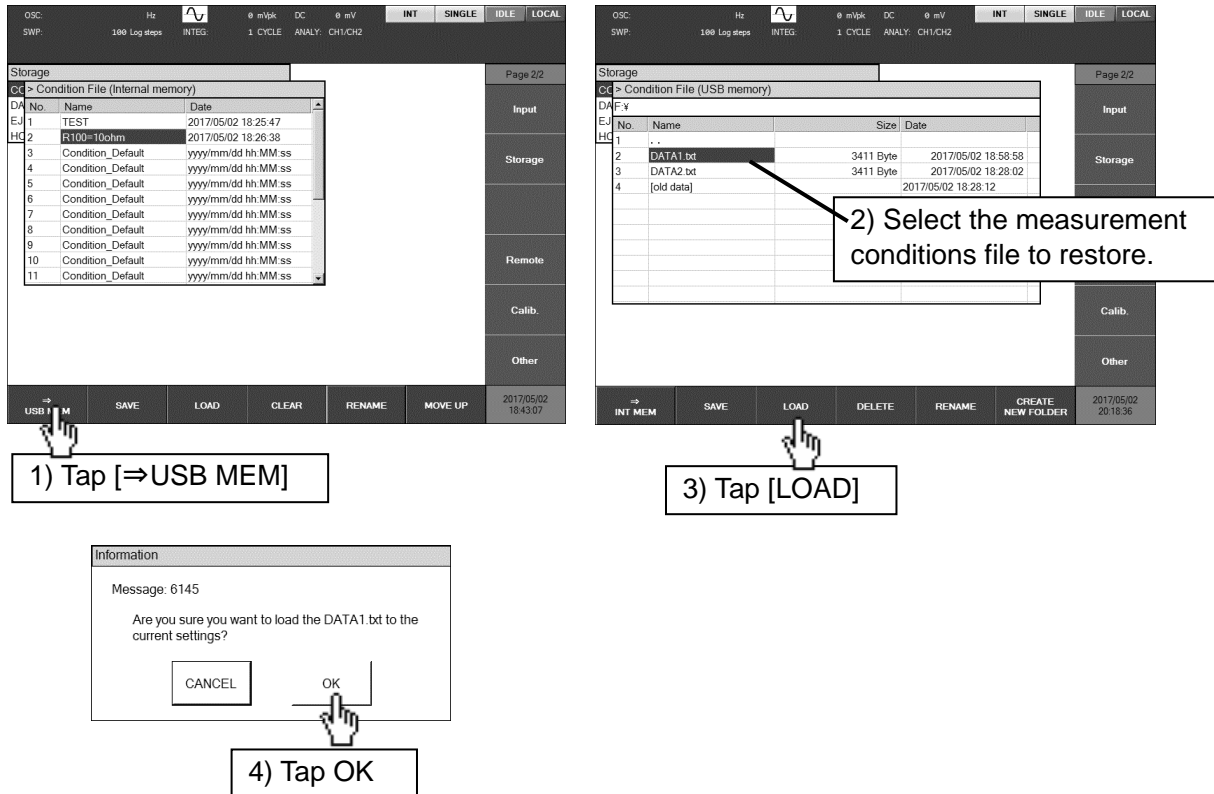 OSC: Hz 0 mVpk DC 0 mV INT SINGLE IDLE LOCAL
SWP: 100 Log steps INTEG: 1 CYCLE ANALY: CH1/CH2
Storage Page 2/2
> Condition File (Internal memory)
No. Name Date
1 TEST 2017/05/02 18:25:47
2 R100=10ohm 2017/05/02 18:26:38
3 Condition_Default yyyy/mm/dd hh:MM:ss
4 Condition_Default yyyy/mm/dd hh:MM:ss
5 Condition_Default yyyy/mm/dd hh:MM:ss
6 Condition_Default yyyy/mm/dd hh:MM:ss
7 Condition_Default yyyy/mm/dd hh:MM:ss
8 Condition_Default yyyy/mm/dd hh:MM:ss
9 Condition_Default yyyy/mm/dd hh:MM:ss
10 Condition_Default yyyy/mm/dd hh:MM:ss
11 Condition_Default yyyy/mm/dd hh:MM:ss
Input
Storage
Remote
Calib.
Other
⇒
USB MEM SAVE LOAD CLEAR RENAME MOVE UP 2017/05/02
18:43:07
1) Tap [⇒USB MEM]
OSC: Hz 0 mVpk DC 0 mV INT SINGLE IDLE LOCAL
SWP: 100 Log steps INTEG: 1 CYCLE ANALY: CH1/CH2
Storage Page 2/2
> Condition File (USB memory)
F:¥
No. Name Size Date
1 ..
2 DATA1.txt 3411 Byte 2017/05/02 18:58:58
3 DATA2.txt 3411 Byte 2017/05/02 18:28:02
4 [old data] 2017/05/02 18:28:12
Input
Storage
2) Select the measurement
conditions file to restore.
Calib.
Other
⇒
INT MEM SAVE LOAD DELETE RENAME CREATE
NEW FOLDER 2017/05/02
20:18:36
3) Tap [LOAD]
Information
Message: 6145
Are you sure you want to load the DATA1.txt to the
current settings?
CANCEL OK
4) Tap OK